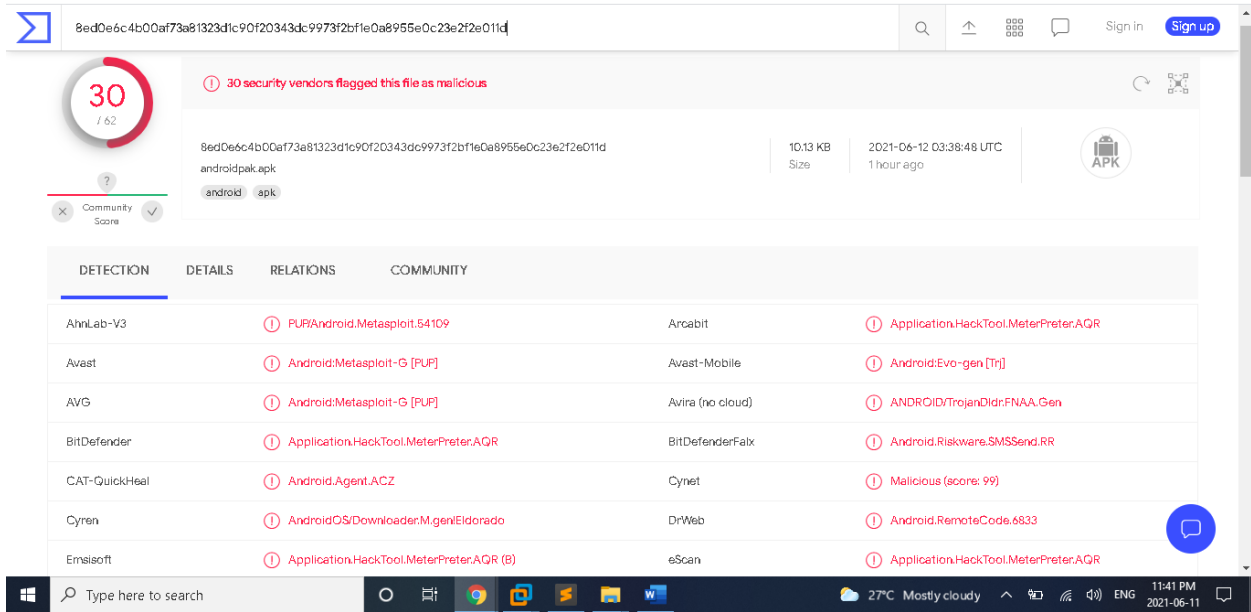 8ed0e6c4b00af73a81323d1c90f20343dc9973f2bf1e0a8955e0c23e2f2e011d
Sign in
Sign up
30
/ 62
30 security vendors flagged this file as malicious
8ed0e6c4b00af73a81323d1c90f20343dc9973f2bf1e0a8955e0c23e2f2e011d
androidpak.apk
android apk
10.13 KB
Size
2021-06-12 03:38:48 UTC
1 hour ago
APK
?
Community
Score
DETECTION DETAILS RELATIONS COMMUNITY
AhnLab-V3 PUP/Android.Metasploit.54109 Arcabit Application.HackTool.MeterPreter.AQR
Avast Android:Metasploit-G [PUP] Avast-Mobile Android:Evo-gen [Trj]
AVG Android:Metasploit-G [PUP] Avira (no cloud) ANDROID/TrojanDldr.FNAA.Gen
BitDefender Application.HackTool.MeterPreter.AQR BitDefenderFalx Android.Riskware.SMSSend.RR
CAT-QuickHeal Android.Agent.ACZ Cynet Malicious (score: 99)
Cyren AndroidOS/Downloader.M.gen!Eldorado DrWeb Android.RemoteCode.6833
Emsisoft Application.HackTool.MeterPreter.AQR (B) eScan Application.HackTool.MeterPreter.AQR
Type here to search
27°C Mostly cloudy
ENG
11:41 PM
2021-06-11